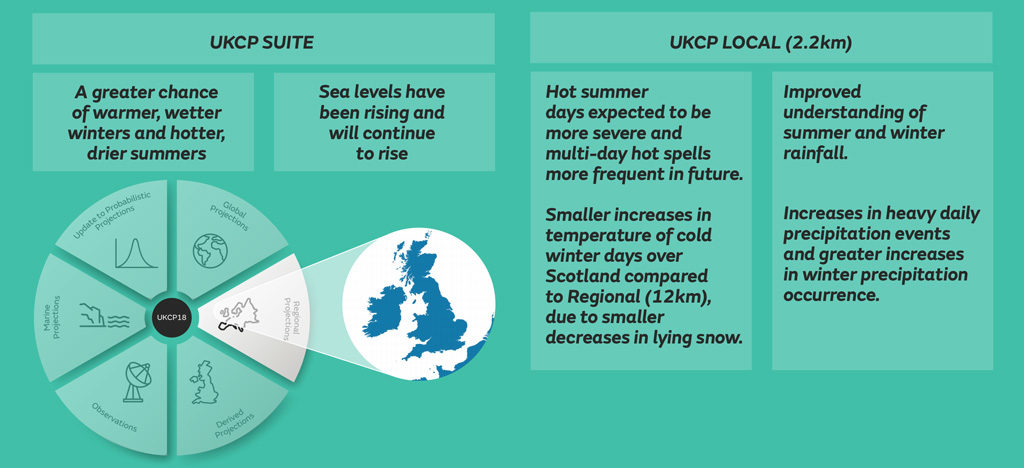 UKCP SUITE
A greater chance
of warmer, wetter
winters and hotter,
drier summers
Sea levels have
been rising and
will continue
to rise
Update to Probabilistic
Projections
Global
Projections
Marine
Projections
UKCP18
Regional
Projections
Observations
Derived
Projections
UKCP LOCAL (2.2km)
Hot summer
days expected to be
more severe and
multi-day hot spells
more frequent in future.
Smaller increases in
temperature of cold
winter days over
Scotland compared
to Regional (12km),
due to smaller
decreases in lying snow.
Improved
understanding of
summer and winter
rainfall.
Increases in heavy daily
precipitation events
and greater increases
in winter precipitation
occurrence.